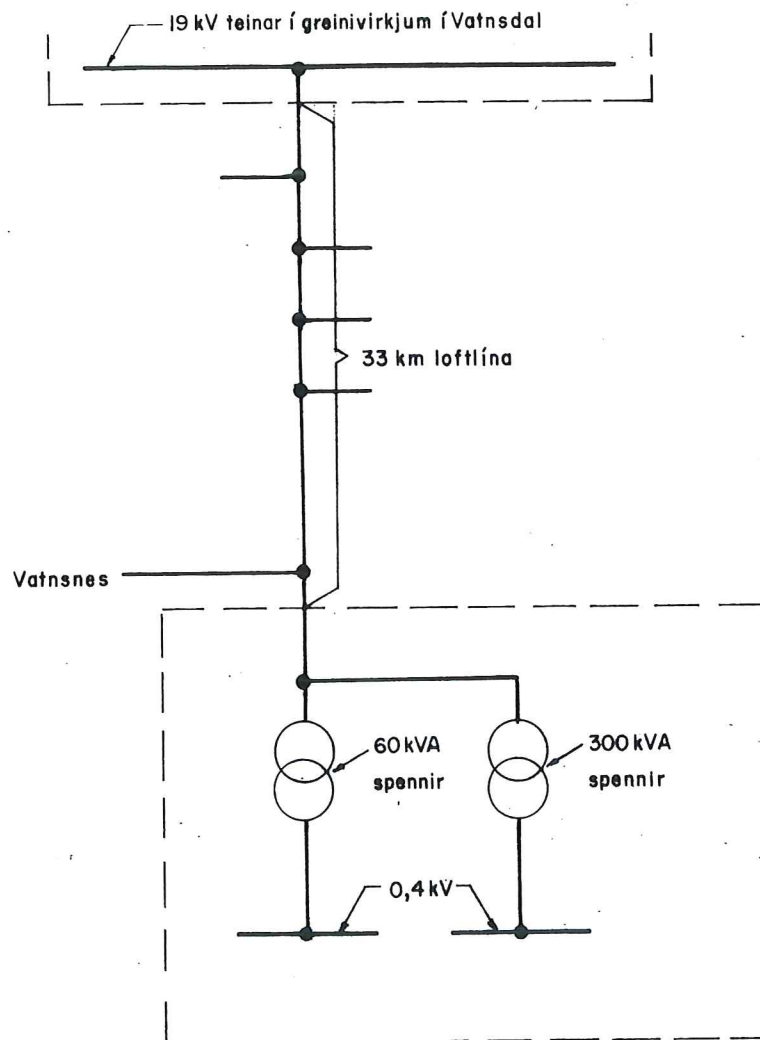 19 kV teinar í greinivirkjum í Vatnsdal
33 km loftlína
Vatnsnes
60 kVA
spennir
300 kVA
spennir
0,4 kV